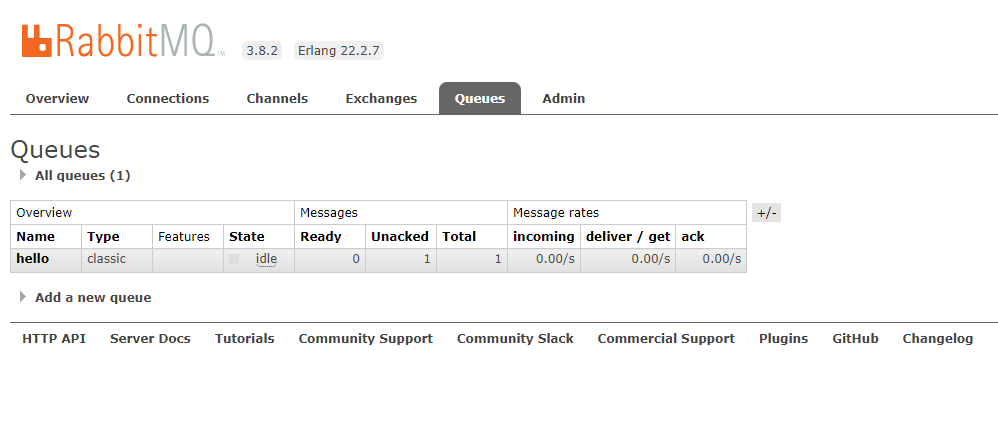 RabbitMQ TM 3.8.2 Erlang 22.2.7
Overview Connections Channels Exchanges Queues Admin
Queues
All queues (1)
Overview Messages Message rates +/-
Name Type Features State Ready Unacked Total incoming deliver / get ack
hello classic idle 0 1 1 0.00/s 0.00/s 0.00/s
Add a new queue
HTTP API Server Docs Tutorials Community Support Community Slack Commercial Support Plugins GitHub Changelog